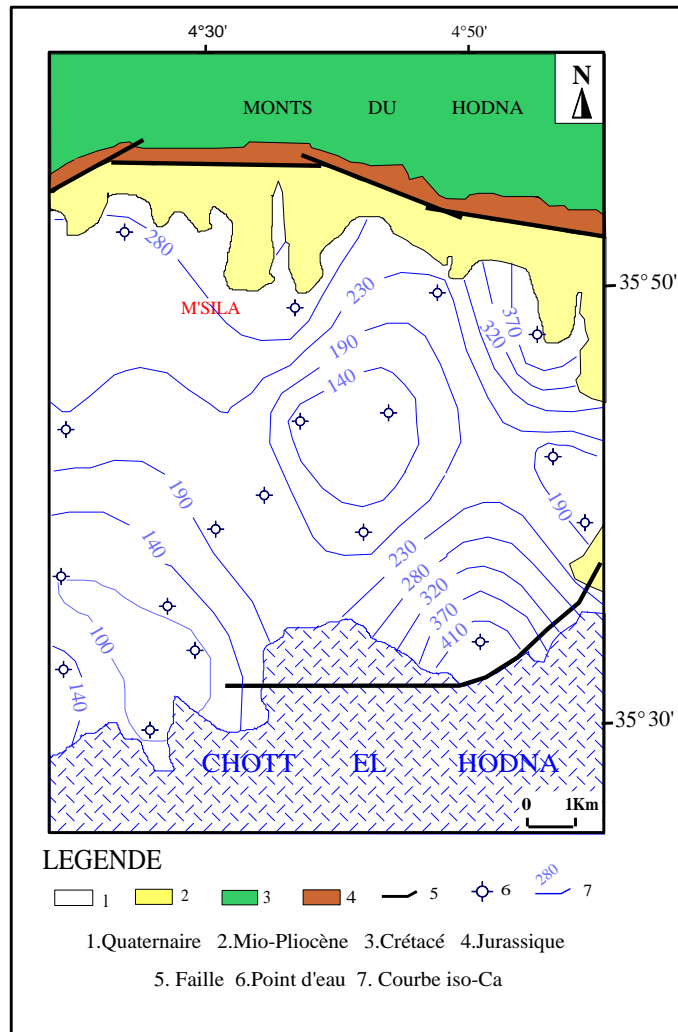 4°30' 4°50'
N
MONTS DU HODNA
280
35°50'
230
M'SILA
370
320
190
140
190
190
230
140
280
320
370
100
410
140
35°30'
CHOTT EL HODNA
0 1Km
LEGENDE
1 2 3 4 5 6 280 7
1.Quaternaire 2.Mio-Pliocène 3.Crétacé 4.Jurassique
5. Faille 6.Point d'eau 7. Courbe iso-Ca